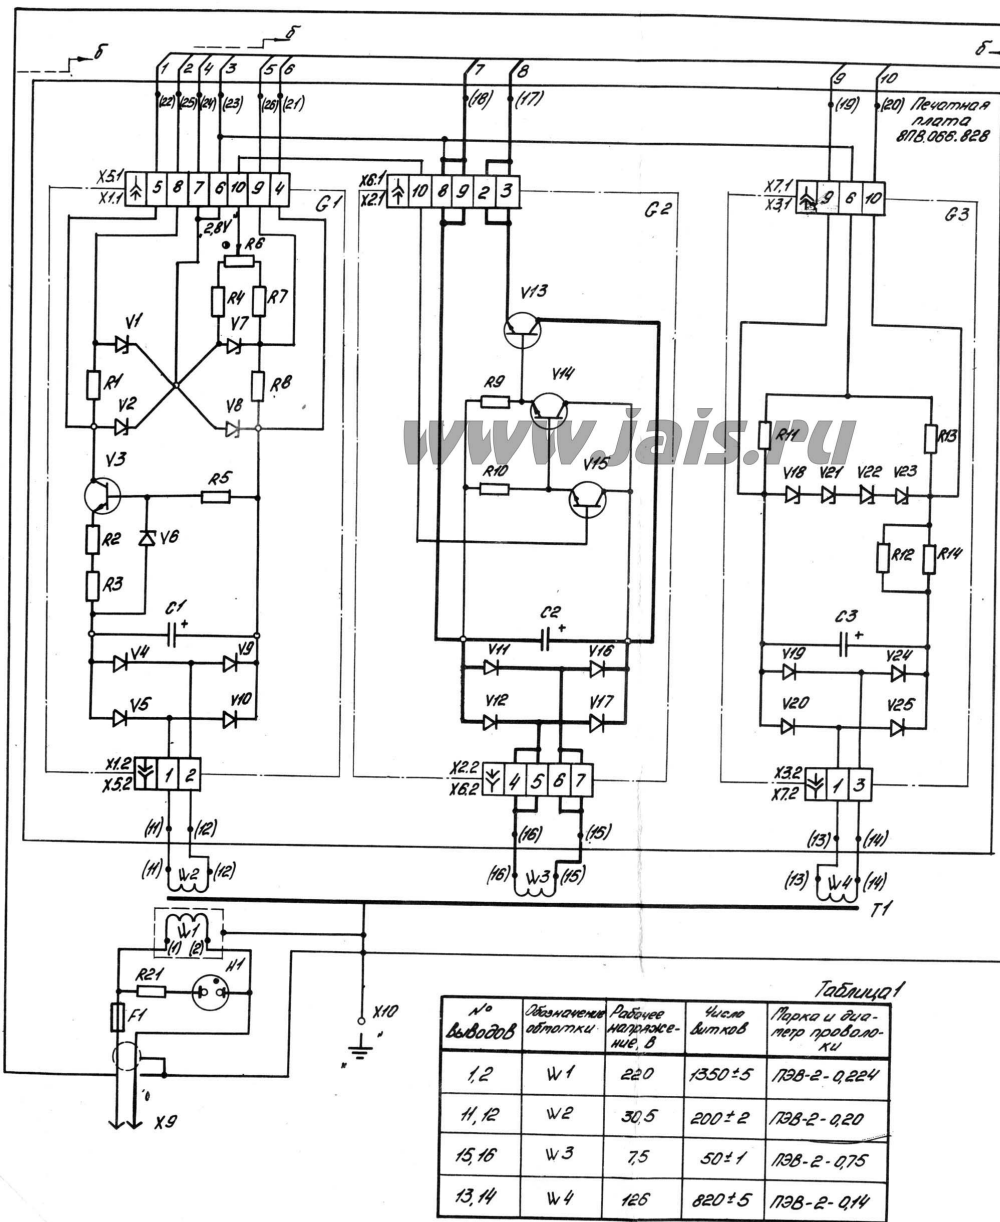 б б б
1 2 4 3 5 6 7 8 9 10
(22) (25) (24) (23) (26) (21) (18) (17) (19) (20) Печатная
плата
8ПВ.066.828
X5.1 X6.1 X7.1
X1.1 5 8 7 6 10 9 4 X2.1 10 8 9 2 3 X3.1 9 6 10
G1 G2 G3
2,8V
R6
R4 R7 V13
V1 V7
R1 R8 R9 V14
V2 V8 R11 R13
www.jais.ru
V3 R10 V15 V18 V21 V22 V23
R5
R2 V6 R12 R14
R3
C1 + C2 + C3 +
V4 V9 V11 V16 V19 V24
V5 V10 V12 V17 V20 V25
X1.2 X2.2 X3.2
X5.2 1 2 X6.2 4 5 6 7 X7.2 1 3
(11) (12) (16) (15) (13) (14)
(11) W2 (12) (16) W3 (15) (13) W4 (14)
T1
W1
(1) (2)
R21 H1
F1 X10
X9
Таблица 1
№ выводов Обозначение обмотки Рабочее напряжение, В Число витков Марка и диаметр проволоки
1,2 W1 220 1350±5 ПЭВ-2-0,224
11,12 W2 30,5 200±2 ПЭВ-2-0,20
15,16 W3 7,5 50±1 ПЭВ-2-0,75
13,14 W4 126 820±5 ПЭВ-2-0,14